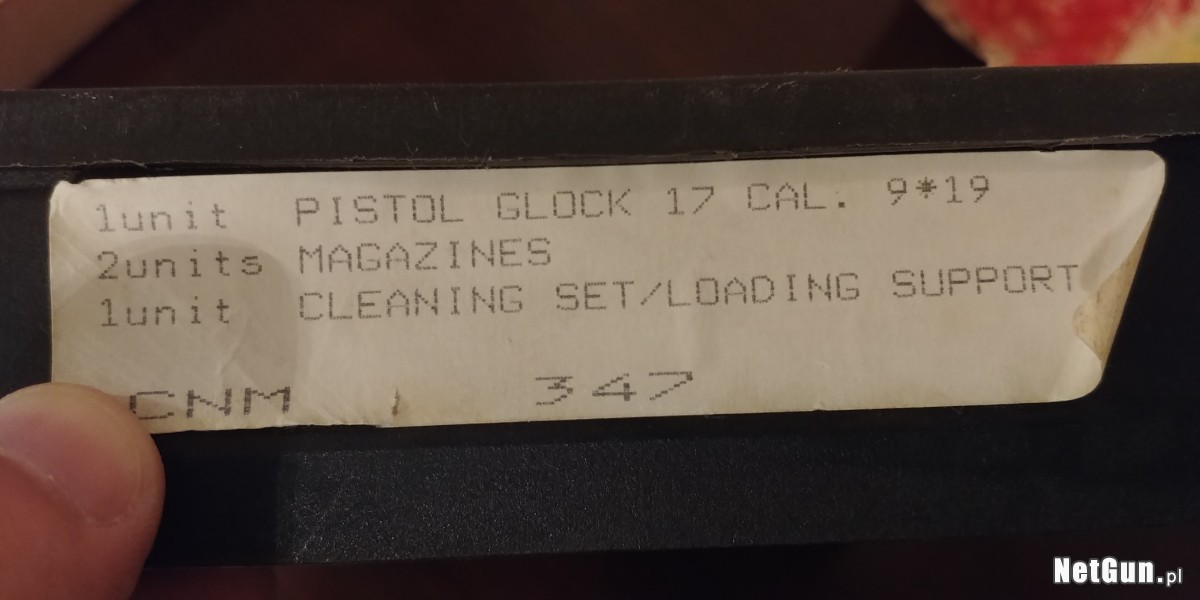 1unit PISTOL GLOCK 17 CAL. 9*19
2units MAGAZINES
1unit CLEANING SET/LOADING SUPPORT
CNM 347
NetGun.pl